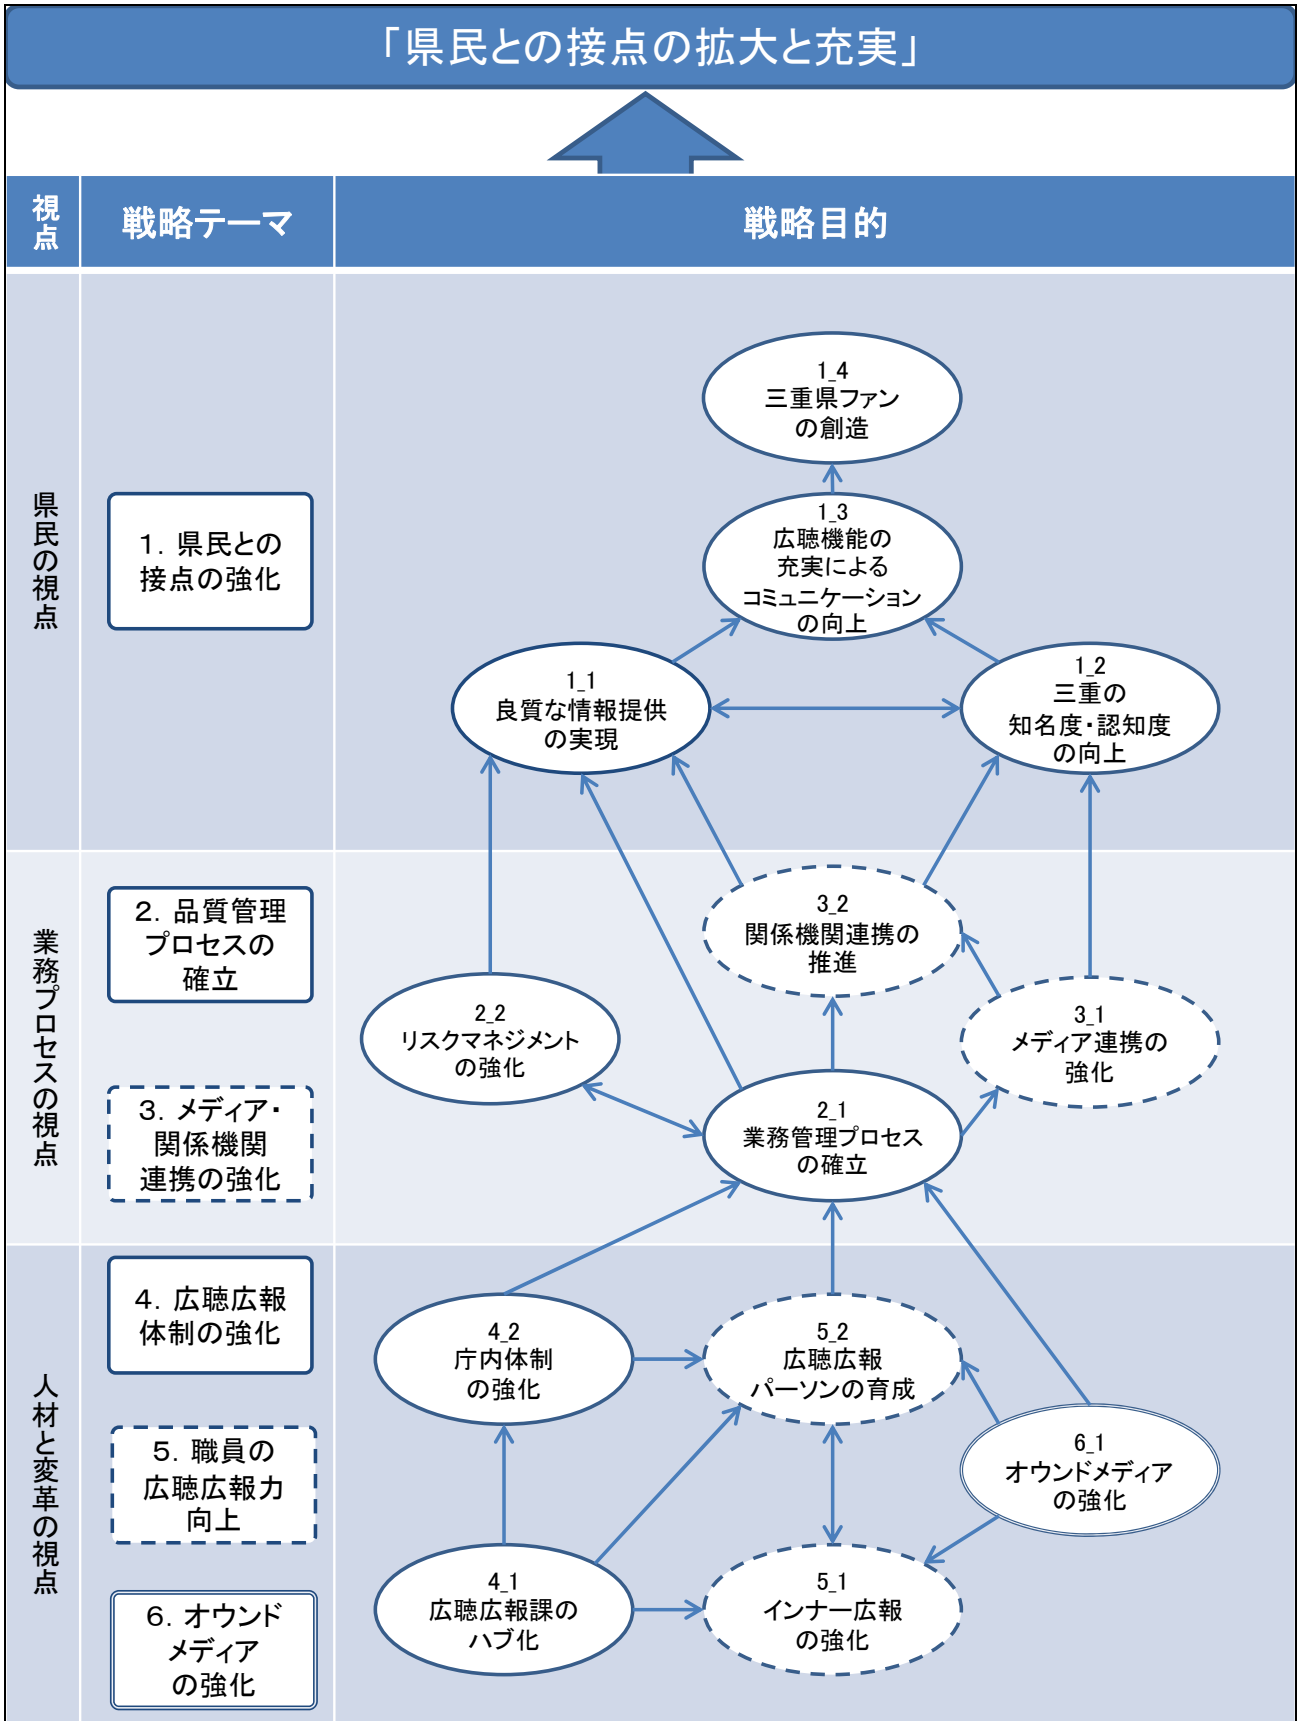 「県民との接点の拡大と充実」
視点
戦略テーマ
戦略目的
県民の視点
1．県民との
接点の強化
1_4
三重県ファン
の創造
1_3
広聴機能の
充実による
コミュニケーション
の向上
1_1
良質な情報提供
の実現
1_2
三重の
知名度・認知度
の向上
業務プロセスの視点
2．品質管理
プロセスの
確立
3．メディア・
関係機関
連携の強化
3_2
関係機関連携の
推進
2_2
リスクマネジメント
の強化
3_1
メディア連携の
強化
2_1
業務管理プロセス
の確立
人材と変革の視点
4．広聴広報
体制の強化
5．職員の
広聴広報力
向上
6．オウンド
メディア
の強化
4_2
庁内体制
の強化
5_2
広聴広報
パーソンの育成
6_1
オウンドメディア
の強化
4_1
広聴広報課の
ハブ化
5_1
インナー広報
の強化